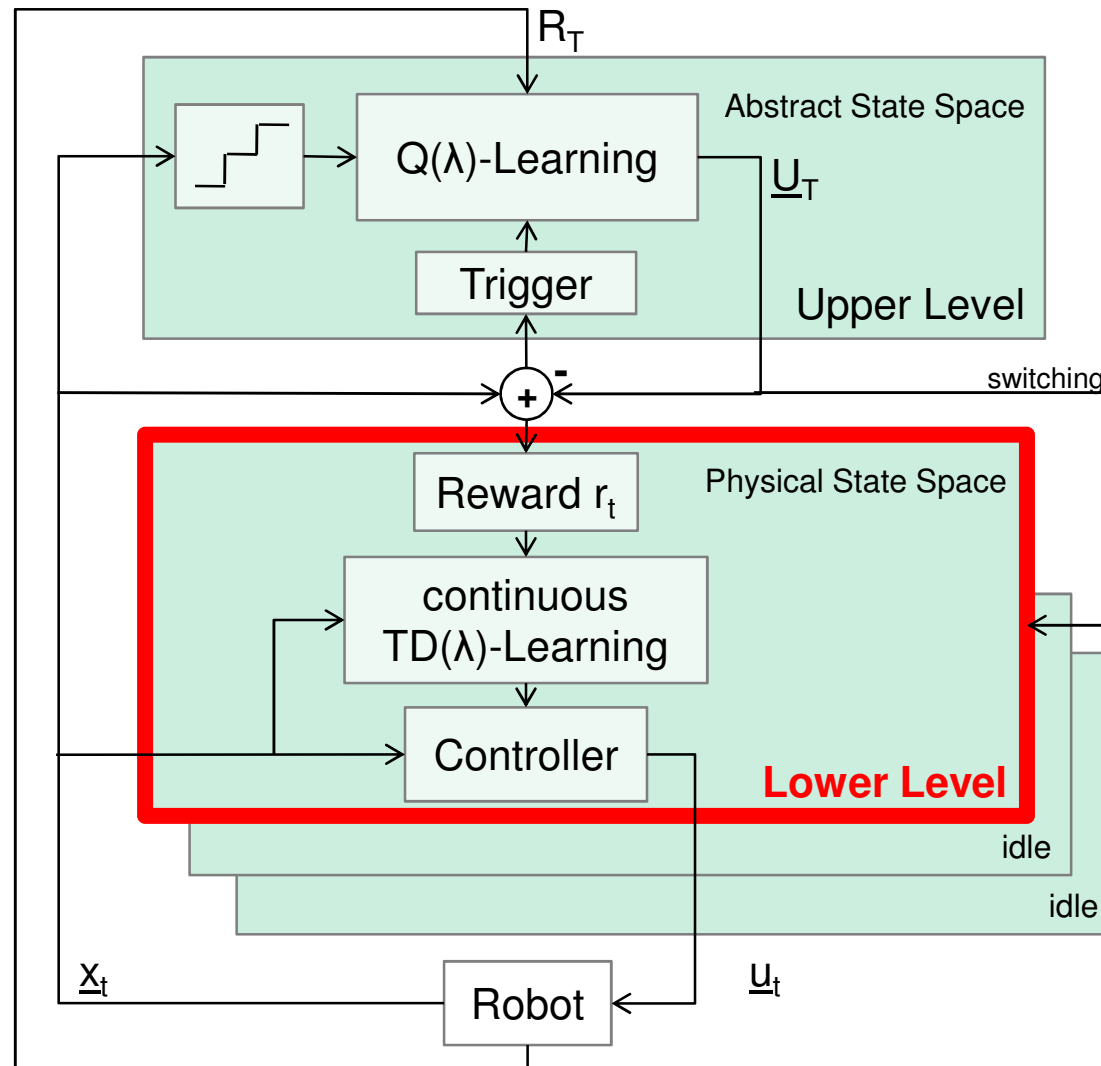 R_T
Abstract State Space
Q(λ)-Learning
U_T
Trigger
Upper Level
-
switching
+
Reward r_t
Physical State Space
continuous
TD(λ)-Learning
Controller
Lower Level
idle
idle
x_t
u_t
Robot